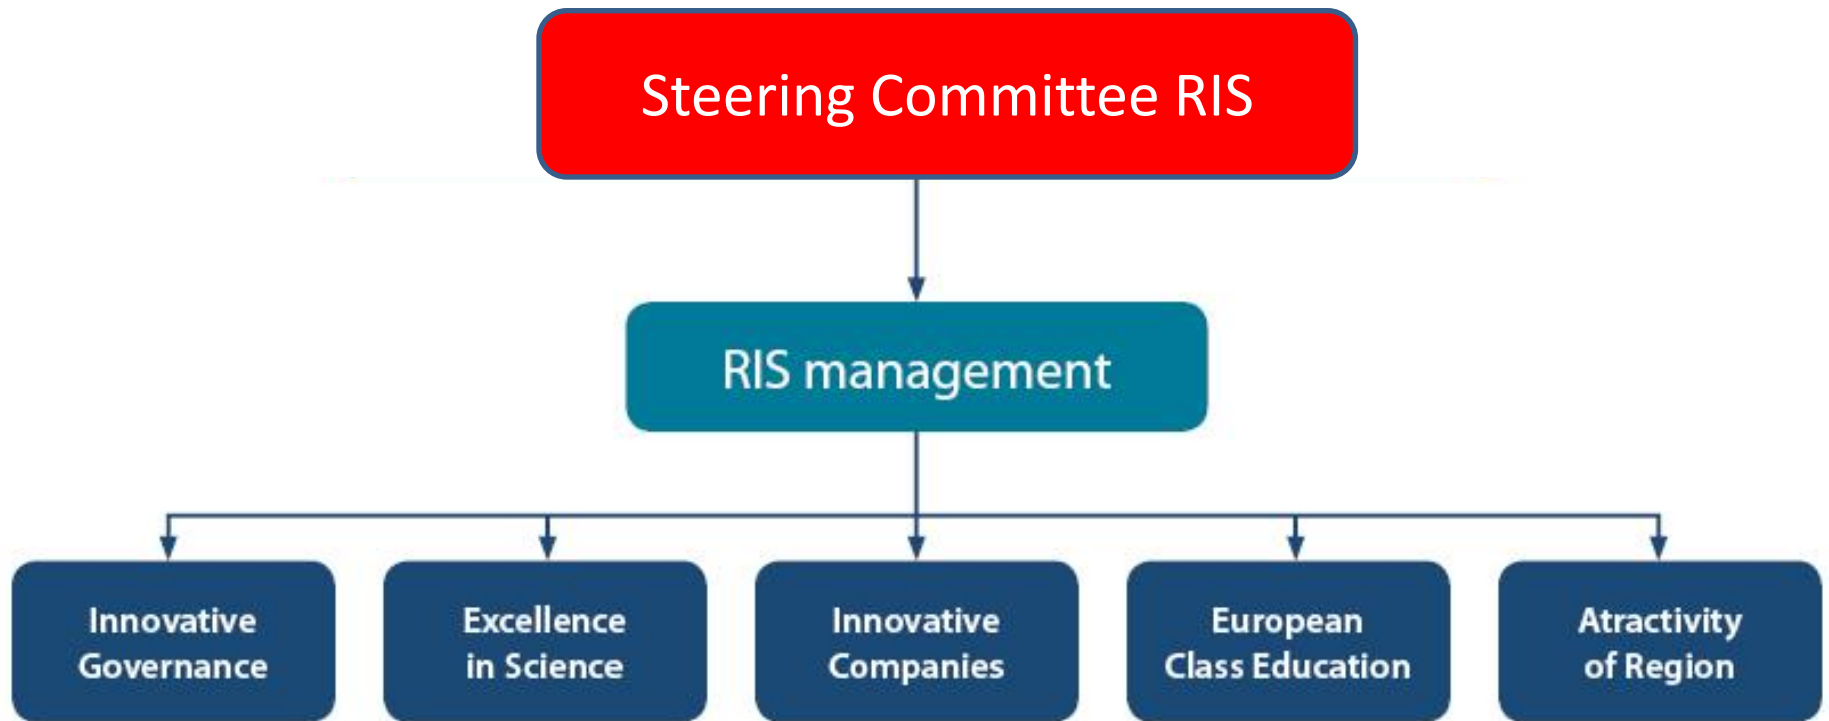 Steering Committee RIS
RIS management
Innovative
Governance
Excellence
in Science
Innovative
Companies
European
Class Education
Atractivity
of Region